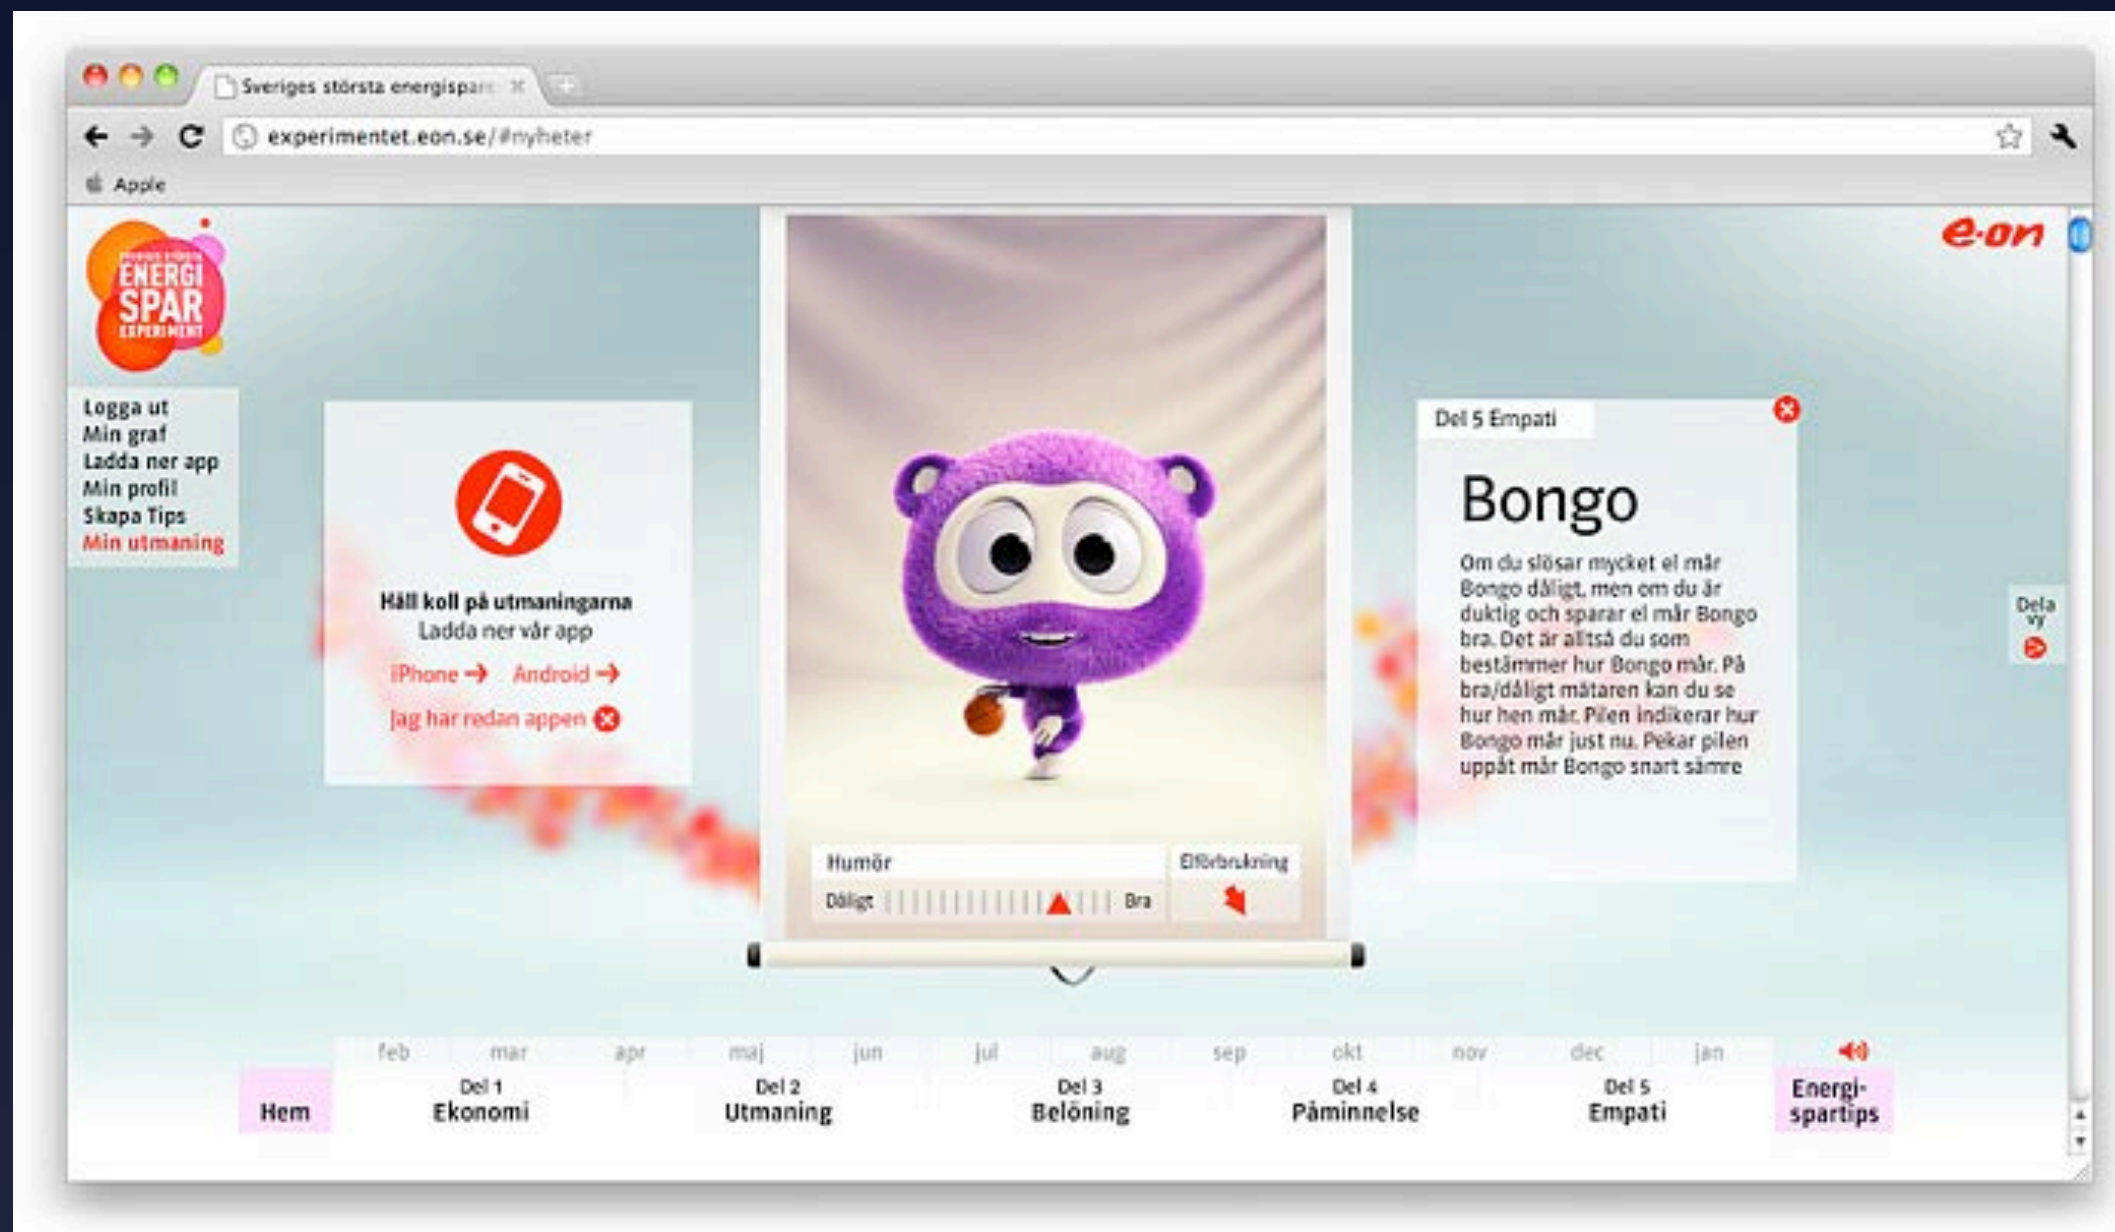 Sveriges största energispar
experimentet.eon.se/#nyheter
Apple
SVERIGES STÖRSTA
ENERGI
SPAR
EXPERIMENT
e·on
Logga ut
Min graf
Ladda ner app
Min profil
Skapa Tips
Min utmaning
Håll koll på utmaningarna
Ladda ner vår app
iPhone → Android →
Jag har redan appen
Humör
Dåligt Bra
Elförbrukning
Del 5 Empati
Bongo
Om du slösar mycket el mår
Bongo dåligt, men om du är
duktig och sparar el mår Bongo
bra. Det är alltså du som
bestämmer hur Bongo mår. På
bra/dåligt mätaren kan du se
hur hen mår. Pilen indikerar hur
Bongo mår just nu. Pekar pilen
uppåt mår Bongo snart sämre
Dela
vy
feb mar apr maj jun jul aug sep okt nov dec jan
Hem
Del 1
Ekonomi
Del 2
Utmaning
Del 3
Belöning
Del 4
Påminnelse
Del 5
Empati
Energi-
spartips